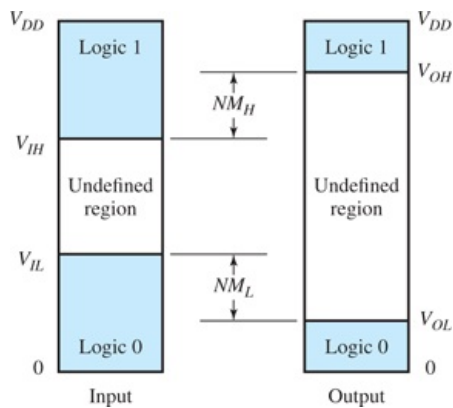 V_DD
Logic 1
V_IH
Undefined
region
V_IL
Logic 0
0
Input
NM_H
NM_L
V_DD
Logic 1
V_OH
Undefined
region
V_OL
Logic 0
0
Output